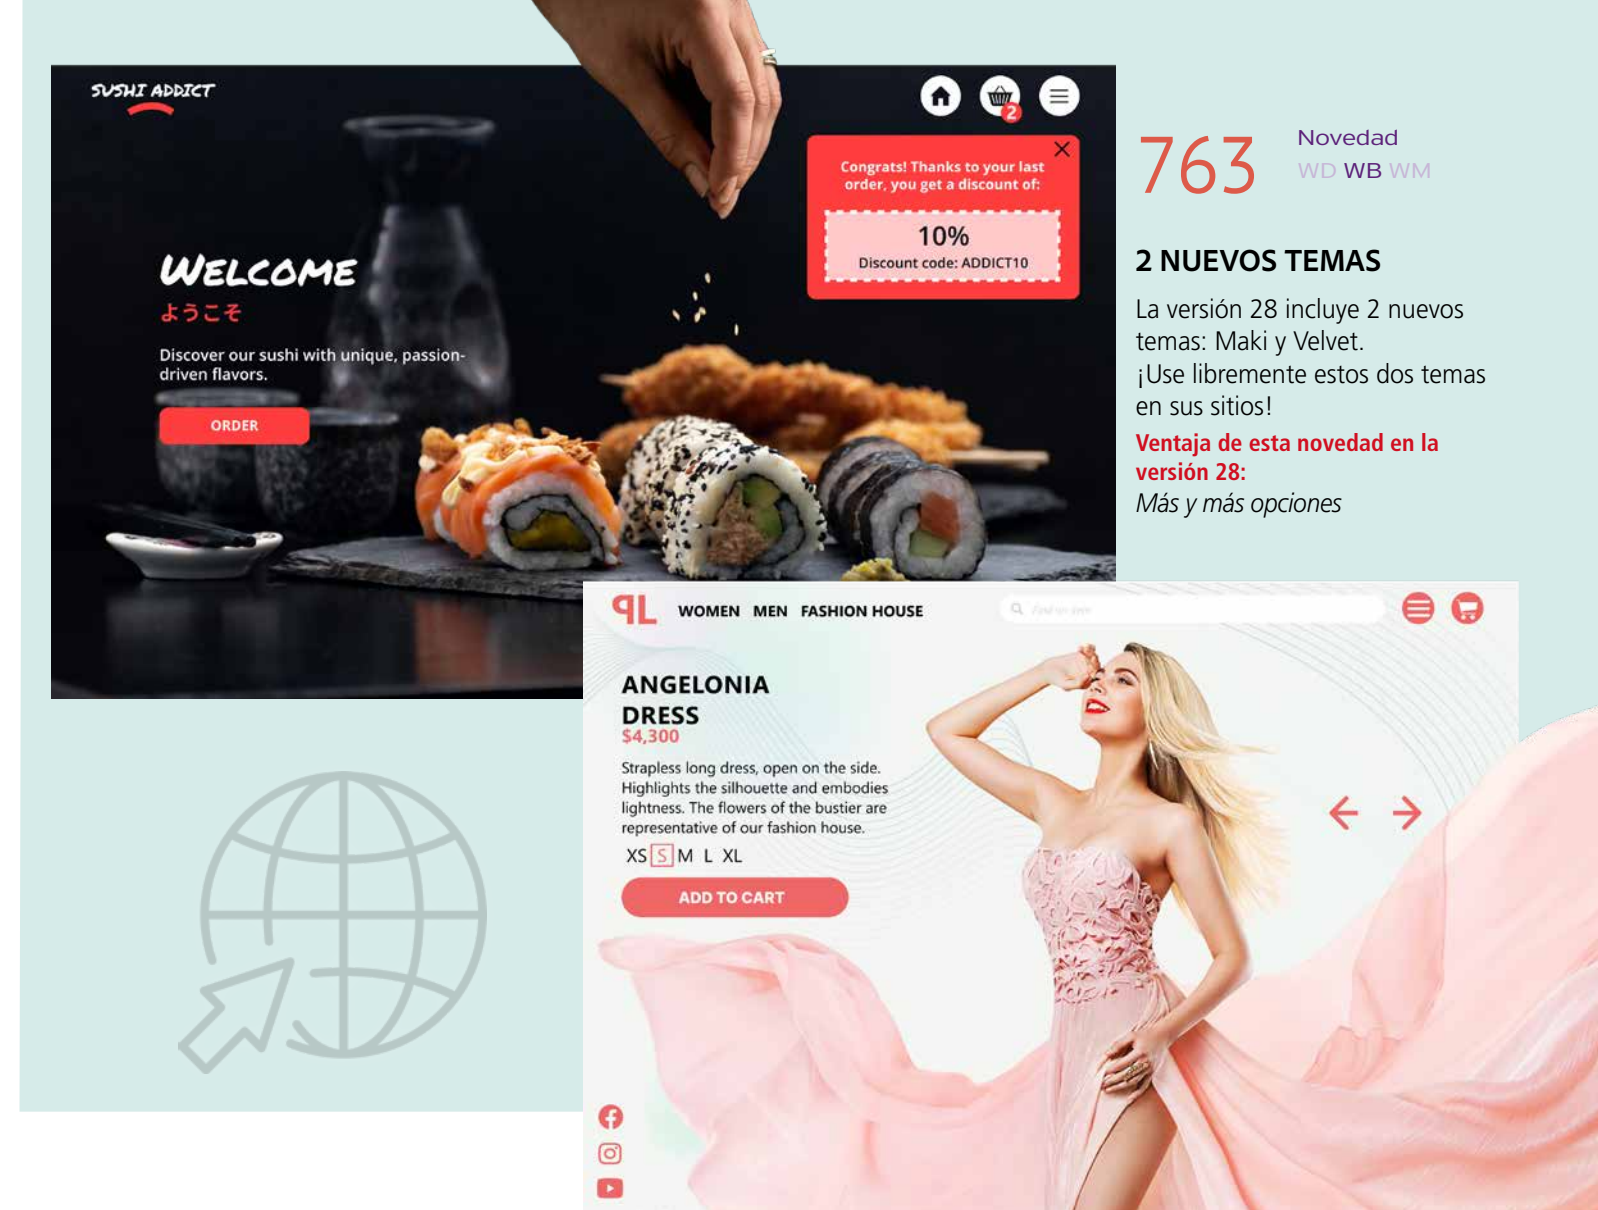 SUSHI ADDICT
2
Congrats! Thanks to your last
order, you get a discount of:
10%
Discount code: ADDICT10
WELCOME
ようこそ
Discover our sushi with unique, passion-
driven flavors.
ORDER
763
Novedad
WD WB WM
2 NUEVOS TEMAS
La versión 28 incluye 2 nuevos
temas: Maki y Velvet.
¡Use libremente estos dos temas
en sus sitios!
Ventaja de esta novedad en la
versión 28:
Más y más opciones
WOMEN MEN FASHION HOUSE
ANGELONIA
DRESS
$4,300
Strapless long dress, open on the side.
Highlights the silhouette and embodies
lightness. The flowers of the bustier are
representative of our fashion house.
XS S M L XL
ADD TO CART